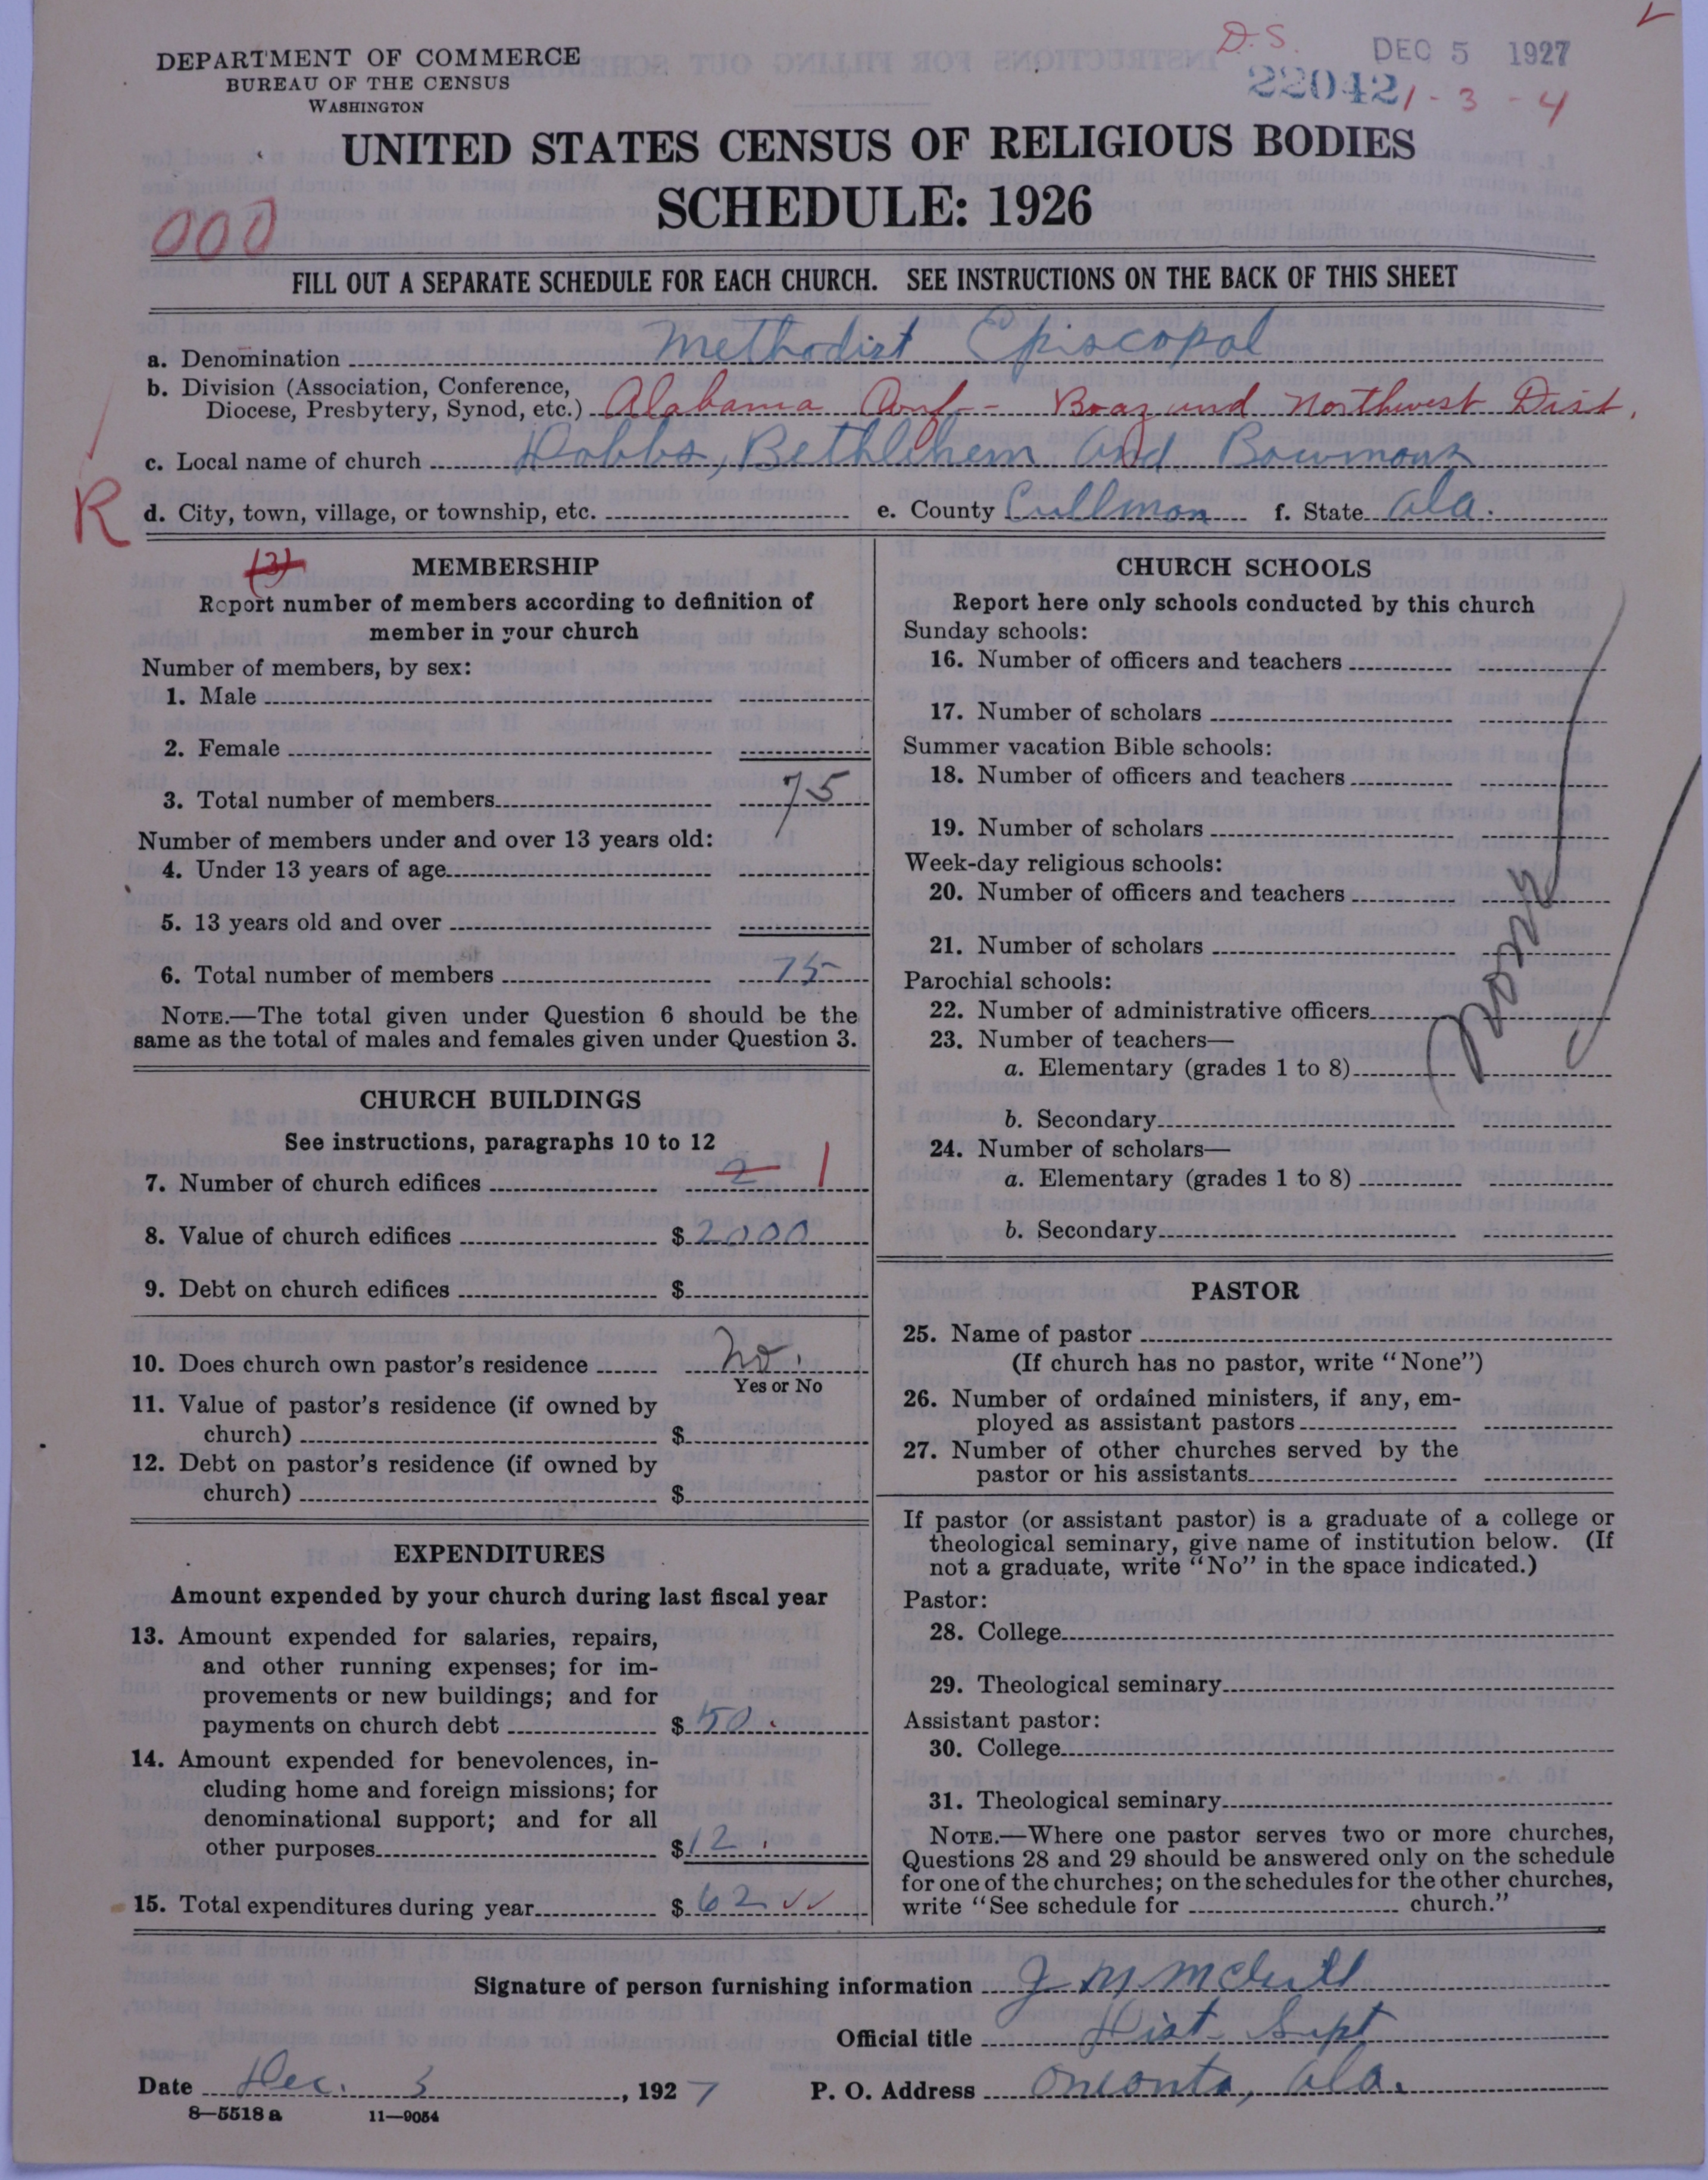 D.S.
DEC 5 1927
22042
1-3-4
DEPARTMENT OF COMMERCE
BUREAU OF THE CENSUS
WASHINGTON
UNITED STATES CENSUS OF RELIGIOUS BODIES
SCHEDULE: 1926
000
FILL OUT A SEPARATE SCHEDULE FOR EACH CHURCH. SEE INSTRUCTIONS ON THE BACK OF THIS SHEET
a. Denomination Methodist Episcopal
b. Division (Association, Conference,
Diocese, Presbytery, Synod, etc.) Alabama Conf-- Boaz and Northwest Dist.
c. Local name of church Dobbs, Bethlehem and Bowmans
R
d. City, town, village, or township, etc. e. County Cullman f. State Ala.
(3)
MEMBERSHIP
Report number of members according to definition of
member in your church
Number of members, by sex:
1. Male
2. Female
3. Total number of members 75
Number of members under and over 13 years old:
4. Under 13 years of age
5. 13 years old and over
6. Total number of members 75
NOTE.—The total given under Question 6 should be the
same as the total of males and females given under Question 3.
CHURCH BUILDINGS
See instructions, paragraphs 10 to 12
7. Number of church edifices 2 1
8. Value of church edifices $ 2000
9. Debt on church edifices $
10. Does church own pastor's residence No.
Yes or No
11. Value of pastor's residence (if owned by
church) $
12. Debt on pastor's residence (if owned by
church) $
EXPENDITURES
Amount expended by your church during last fiscal year
13. Amount expended for salaries, repairs,
and other running expenses; for im-
provements or new buildings; and for
payments on church debt $ 50.
14. Amount expended for benevolences, in-
cluding home and foreign missions; for
denominational support; and for all
other purposes $ 12.
15. Total expenditures during year $ 62
CHURCH SCHOOLS
Report here only schools conducted by this church
Sunday schools:
16. Number of officers and teachers
17. Number of scholars
Summer vacation Bible schools:
18. Number of officers and teachers
19. Number of scholars
Week-day religious schools:
20. Number of officers and teachers
21. Number of scholars
Parochial schools:
22. Number of administrative officers
23. Number of teachers—
a. Elementary (grades 1 to 8)
b. Secondary
24. Number of scholars—
a. Elementary (grades 1 to 8)
b. Secondary
none
PASTOR
25. Name of pastor
(If church has no pastor, write "None")
26. Number of ordained ministers, if any, em-
ployed as assistant pastors
27. Number of other churches served by the
pastor or his assistants
If pastor (or assistant pastor) is a graduate of a college or
theological seminary, give name of institution below. (If
not a graduate, write "No" in the space indicated.)
Pastor:
28. College
29. Theological seminary
Assistant pastor:
30. College
31. Theological seminary
NOTE.—Where one pastor serves two or more churches,
Questions 28 and 29 should be answered only on the schedule
for one of the churches; on the schedules for the other churches,
write "See schedule for church."
Signature of person furnishing information J M
Official title Dist. Supt
Date Dec. 3, 1927 P. O. Address Oneonta, Ala.
8—5518 a 11—9054